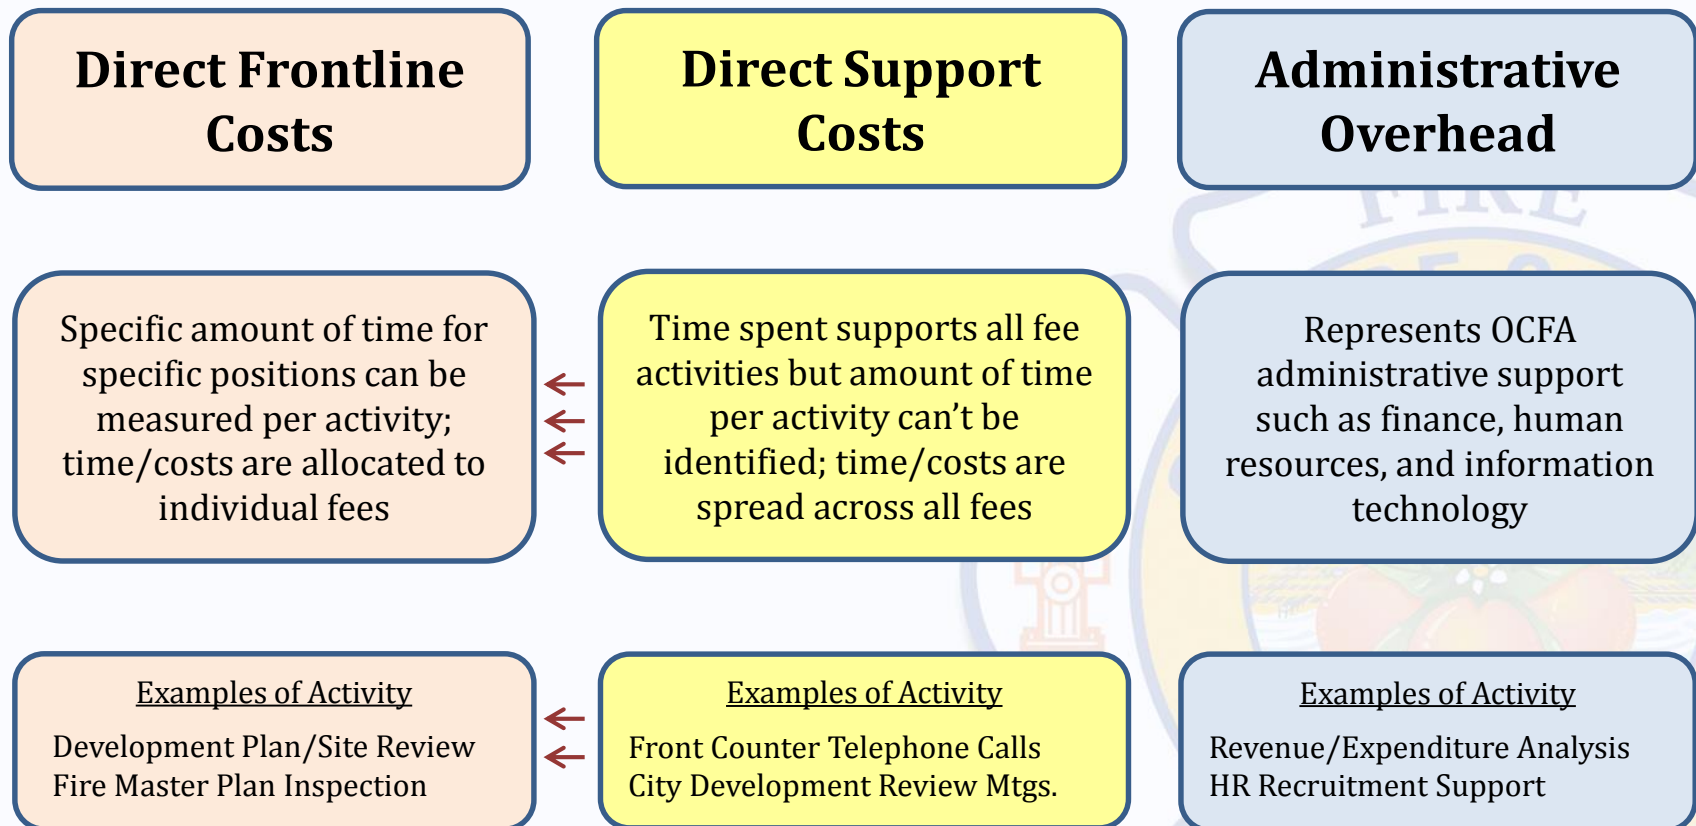 Direct Frontline
Costs
Direct Support
Costs
Administrative
Overhead
FIRE
Specific amount of time for
specific positions can be
measured per activity;
time/costs are allocated to
individual fees
Time spent supports all fee
activities but amount of time
per activity can’t be
identified; time/costs are
spread across all fees
Represents OCFA
administrative support
such as finance, human
resources, and information
technology
Examples of Activity
Development Plan/Site Review
Fire Master Plan Inspection
Examples of Activity
Front Counter Telephone Calls
City Development Review Mtgs.
Examples of Activity
Revenue/Expenditure Analysis
HR Recruitment Support